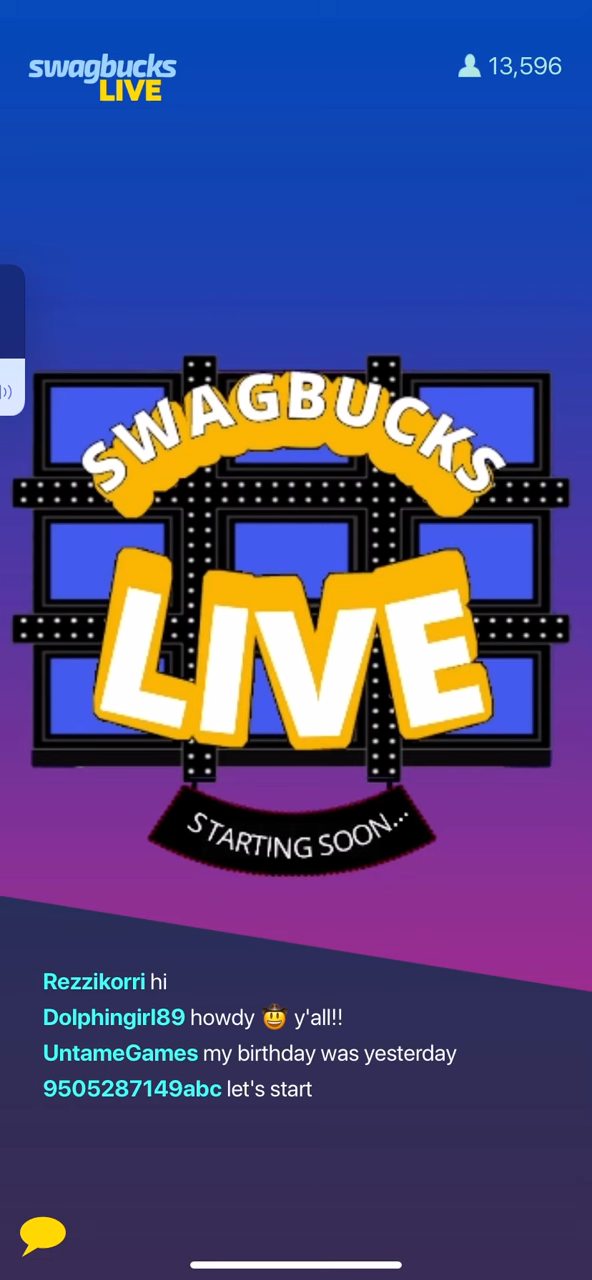 swagbucks
LIVE
13,596
SWAGBUCKS
LIVE
STARTING SOON...
Rezzikorri hi
Dolphingirl89 howdy 🤠 y'all!!
UntameGames my birthday was yesterday
9505287149abc let's start